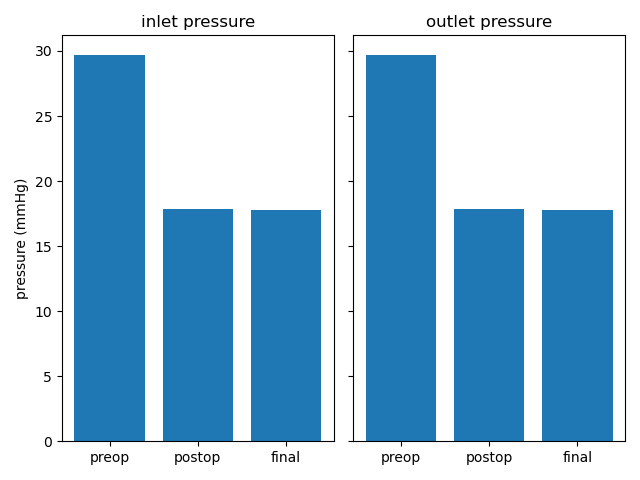 inlet pressure
outlet pressure
pressure (mmHg)
30
25
20
15
10
5
0
preop postop final
preop postop final